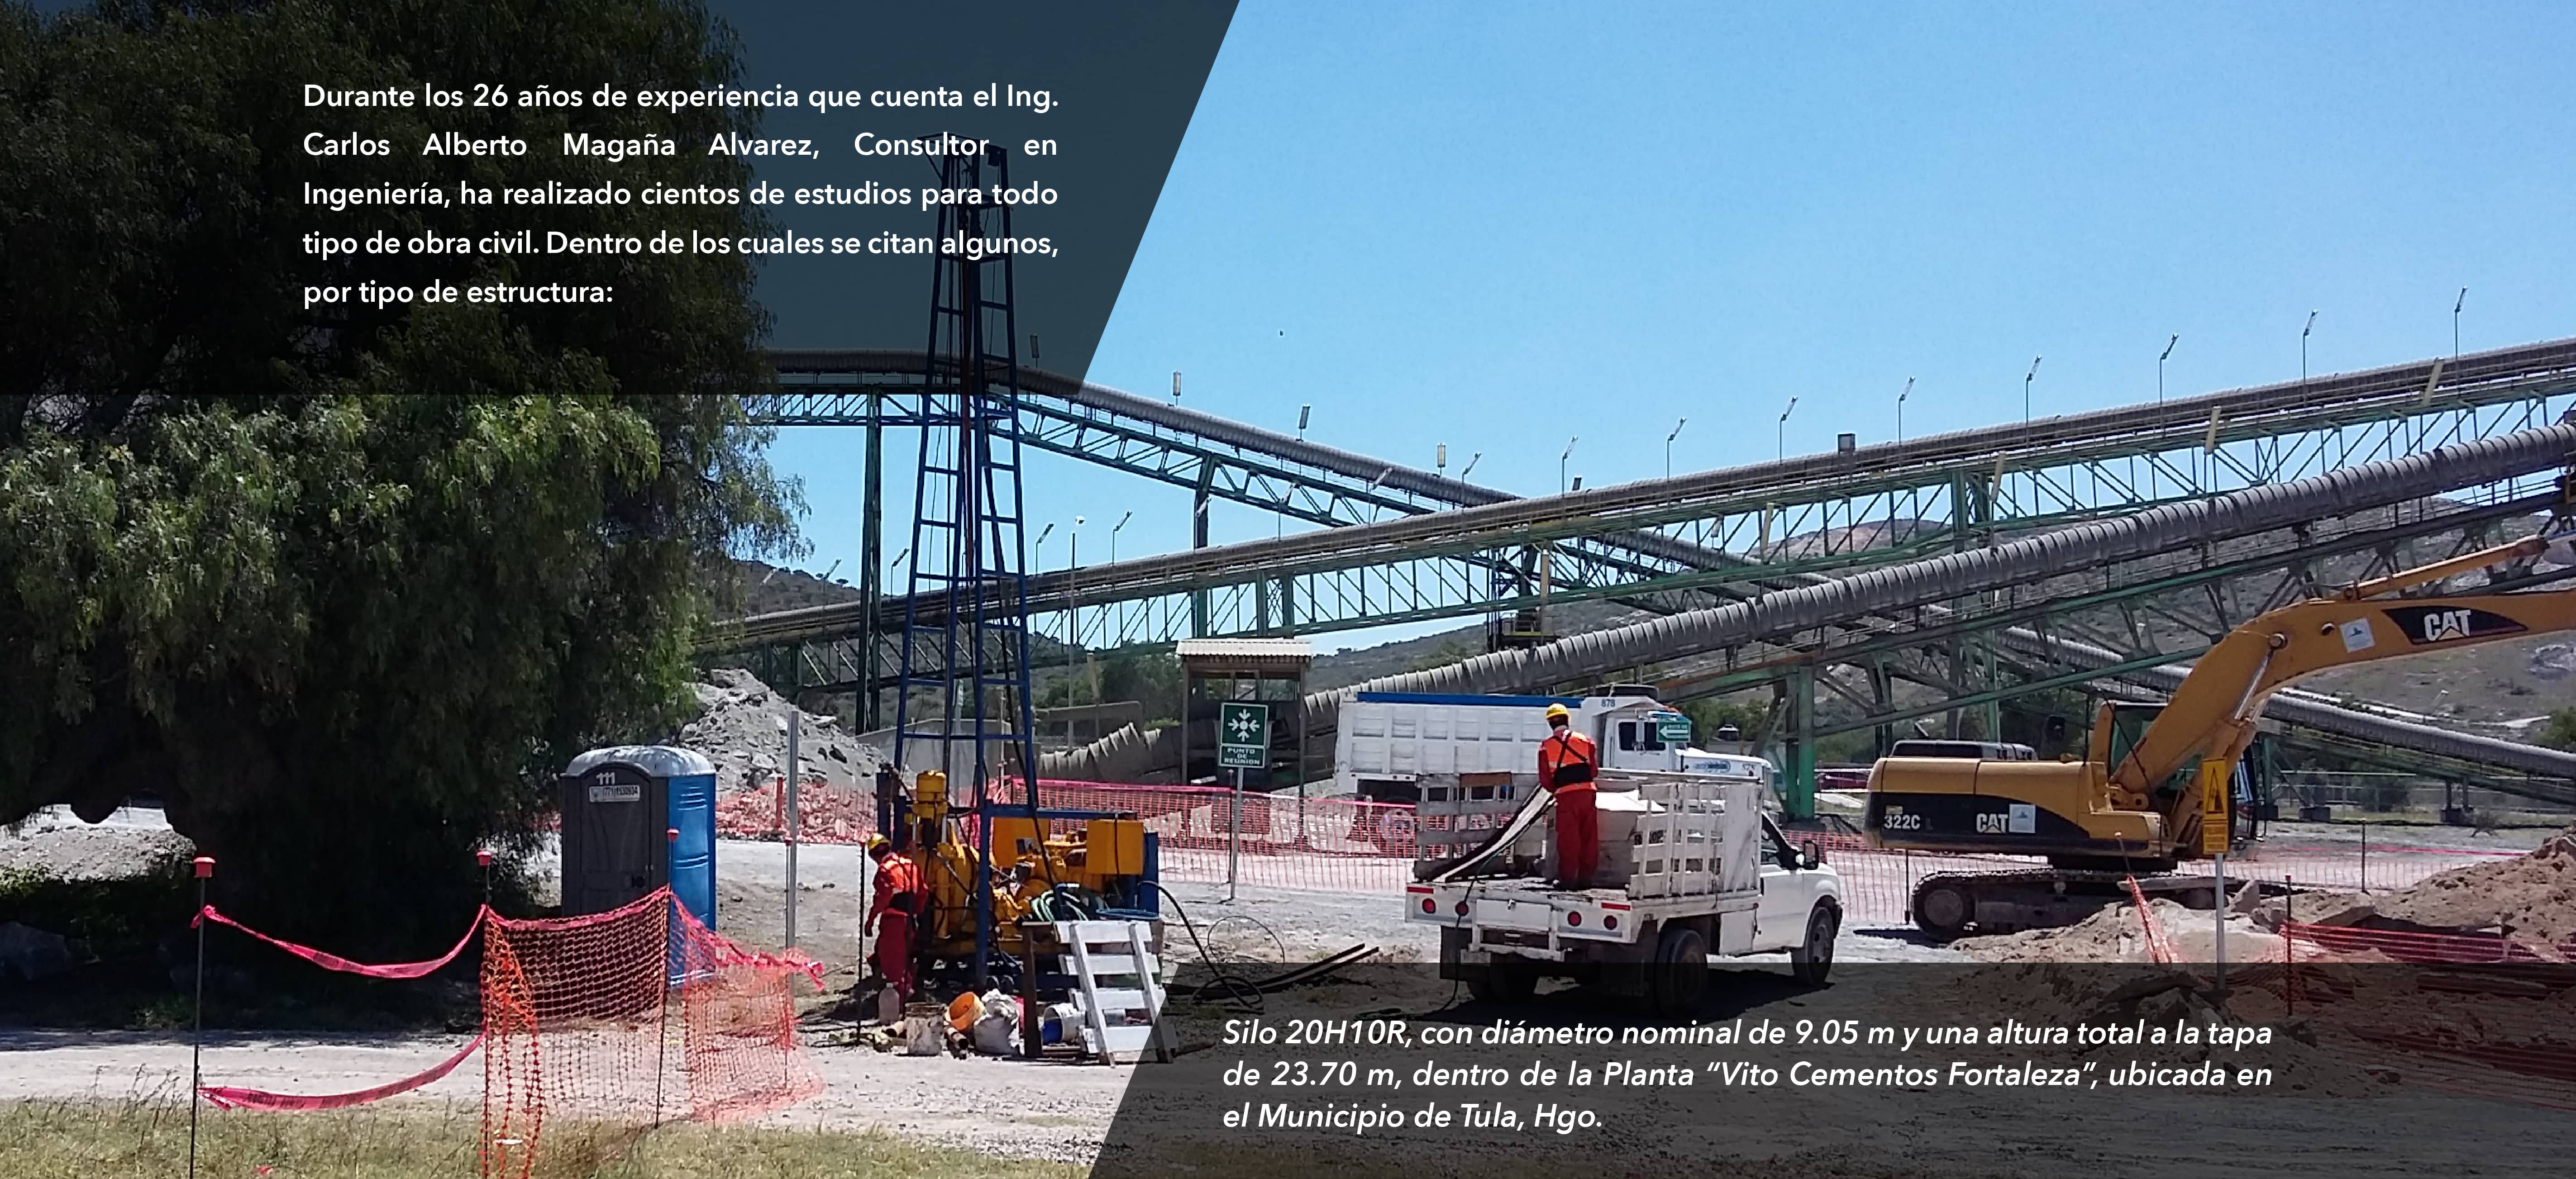 Durante los 26 años de experiencia que cuenta el Ing.
Carlos Alberto Magaña Alvarez, Consultor en
Ingeniería, ha realizado cientos de estudios para todo
tipo de obra civil. Dentro de los cuales se citan algunos,
por tipo de estructura:
CAT
878
PUNTO
DE
REUNIÓN
111
322C
CAT
Silo 20H10R, con diámetro nominal de 9.05 m y una altura total a la tapa
de 23.70 m, dentro de la Planta “Vito Cementos Fortaleza”, ubicada en
el Municipio de Tula, Hgo.